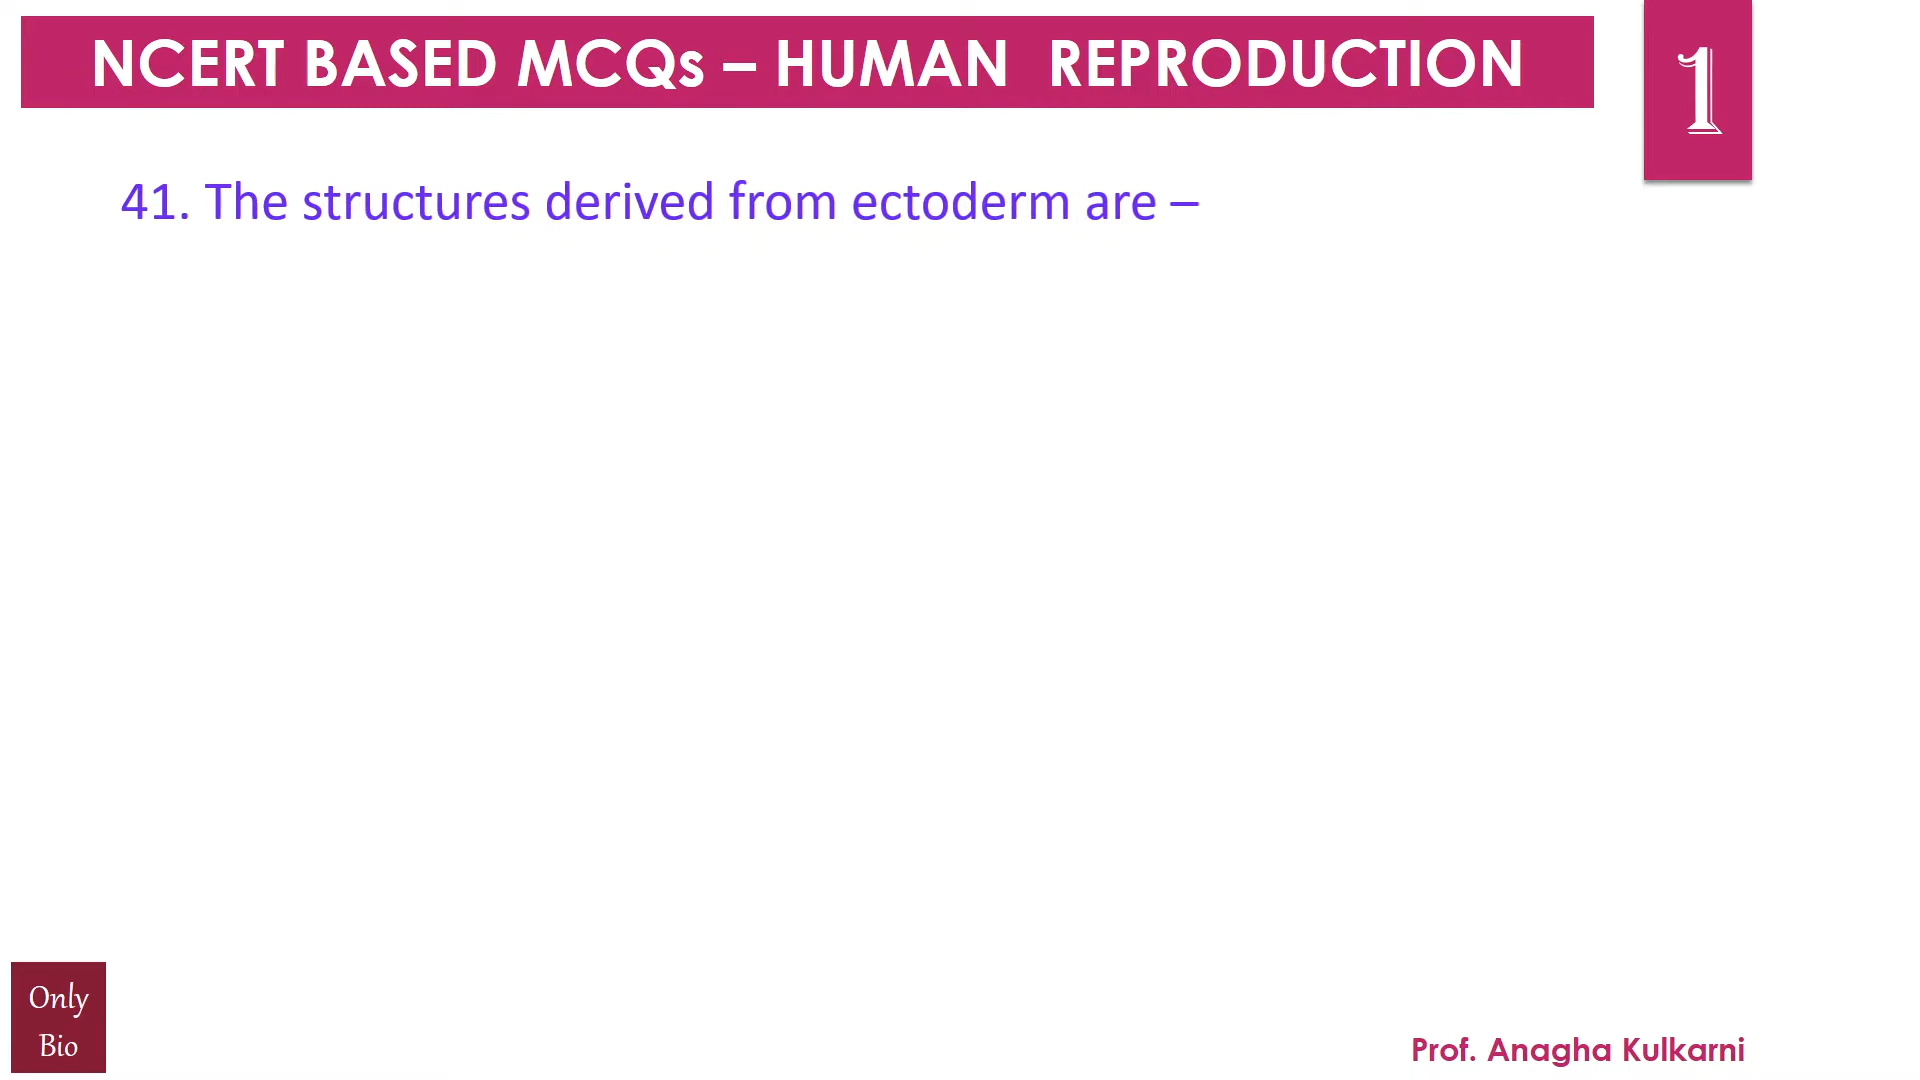 NCERT BASED MCQs – HUMAN REPRODUCTION
1
41. The structures derived from ectoderm are –
Only
Bio
Prof. Anagha Kulkarni